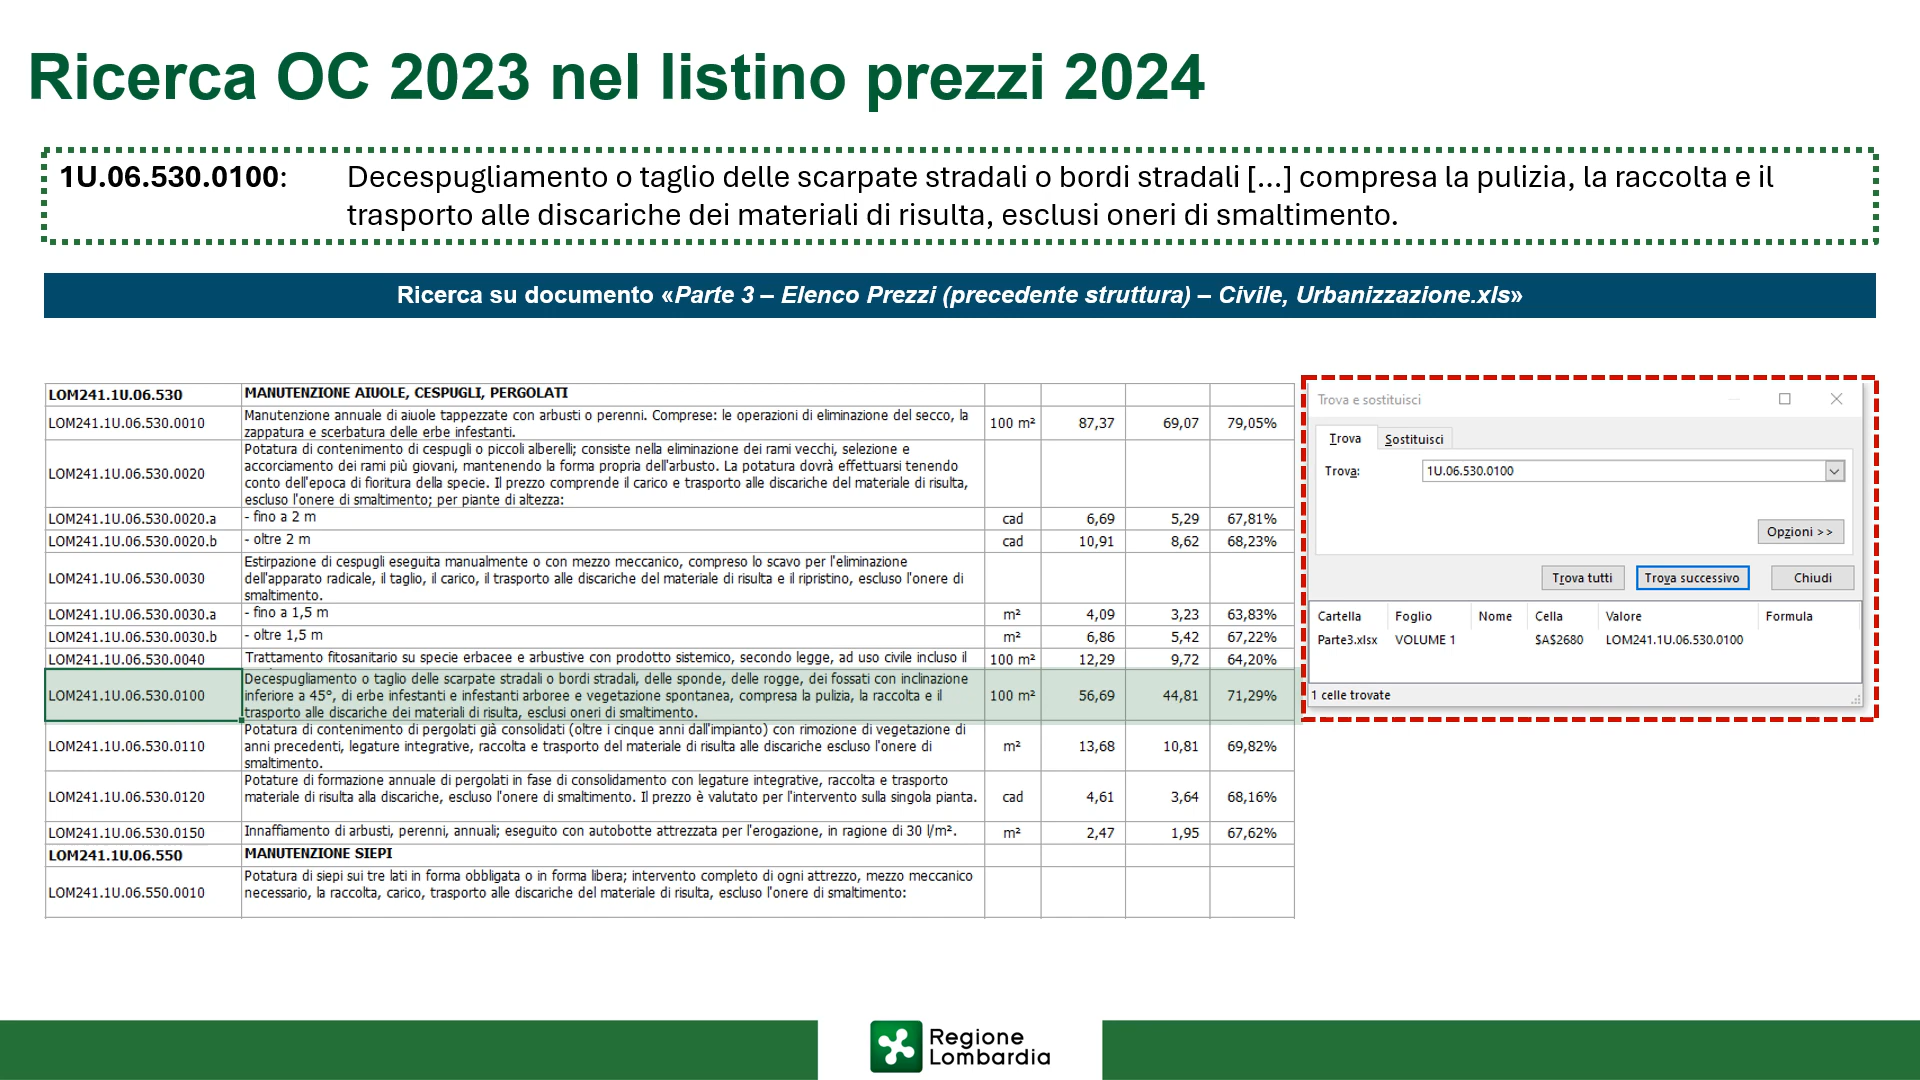 Ricerca OC 2023 nel listino prezzi 2024
1U.06.530.0100: Decespugliamento o taglio delle scarpate stradali o bordi stradali [...] compresa la pulizia, la raccolta e il
trasporto alle discariche dei materiali di risulta, esclusi oneri di smaltimento.
Ricerca su documento «Parte 3 – Elenco Prezzi (precedente struttura) – Civile, Urbanizzazione.xls»
LOM241.1U.06.530 MANUTENZIONE AIUOLE, CESPUGLI, PERGOLATI
LOM241.1U.06.530.0010 Manutenzione annuale di aiuole tappezzate con arbusti o perenni. Comprese: le operazioni di eliminazione del secco, la
zappatura e scerbatura delle erbe infestanti. 100 m² 87,37 69,07 79,05%
LOM241.1U.06.530.0020 Potatura di contenimento di cespugli o piccoli alberelli; consiste nella eliminazione dei rami vecchi, selezione e
accorciamento dei rami più giovani, mantenendo la forma propria dell'arbusto. La potatura dovrà effettuarsi tenendo
conto dell'epoca di fioritura della specie. Il prezzo comprende il carico e trasporto alle discariche del materiale di risulta,
escluso l'onere di smaltimento; per piante di altezza:
LOM241.1U.06.530.0020.a - fino a 2 m cad 6,69 5,29 67,81%
LOM241.1U.06.530.0020.b - oltre 2 m cad 10,91 8,62 68,23%
LOM241.1U.06.530.0030 Estirpazione di cespugli eseguita manualmente o con mezzo meccanico, compreso lo scavo per l'eliminazione
dell'apparato radicale, il taglio, il carico, il trasporto alle discariche del materiale di risulta e il ripristino, escluso l'onere di
smaltimento.
LOM241.1U.06.530.0030.a - fino a 1,5 m m² 4,09 3,23 63,83%
LOM241.1U.06.530.0030.b - oltre 1,5 m m² 6,86 5,42 67,22%
LOM241.1U.06.530.0040 Trattamento fitosanitario su specie erbacee e arbustive con prodotto sistemico, secondo legge, ad uso civile incluso il 100 m² 12,29 9,72 64,20%
LOM241.1U.06.530.0100 Decespugliamento o taglio delle scarpate stradali o bordi stradali, delle sponde, delle rogge, dei fossati con inclinazione
inferiore a 45°, di erbe infestanti e infestanti arboree e vegetazione spontanea, compresa la pulizia, la raccolta e il
trasporto alle discariche dei materiali di risulta, esclusi oneri di smaltimento. 100 m² 56,69 44,81 71,29%
LOM241.1U.06.530.0110 Potatura di contenimento di pergolati già consolidati (oltre i cinque anni dall'impianto) con rimozione di vegetazione di
anni precedenti, legature integrative, raccolta e trasporto del materiale di risulta alle discariche escluso l'onere di
smaltimento. m² 13,68 10,81 69,82%
LOM241.1U.06.530.0120 Potature di formazione annuale di pergolati in fase di consolidamento con legature integrative, raccolta e trasporto
materiale di risulta alla discariche, escluso l'onere di smaltimento. Il prezzo è valutato per l'intervento sulla singola pianta. cad 4,61 3,64 68,16%
LOM241.1U.06.530.0150 Innaffiamento di arbusti, perenni, annuali; eseguito con autobotte attrezzata per l'erogazione, in ragione di 30 l/m². m² 2,47 1,95 67,62%
LOM241.1U.06.550 MANUTENZIONE SIEPI
LOM241.1U.06.550.0010 Potatura di siepi sui tre lati in forma obbligata o in forma libera; intervento completo di ogni attrezzo, mezzo meccanico
necessario, la raccolta, carico, trasporto alle discariche del materiale di risulta, escluso l'onere di smaltimento:
Trova e sostituisci
Trova Sostituisci
Trova: 1U.06.530.0100
Opzioni >>
Trova tutti Trova successivo Chiudi
Cartella Foglio Nome Cella Valore Formula
Parte3.xlsx VOLUME 1 $A$2680 LOM241.1U.06.530.0100
1 celle trovate
Regione
Lombardia